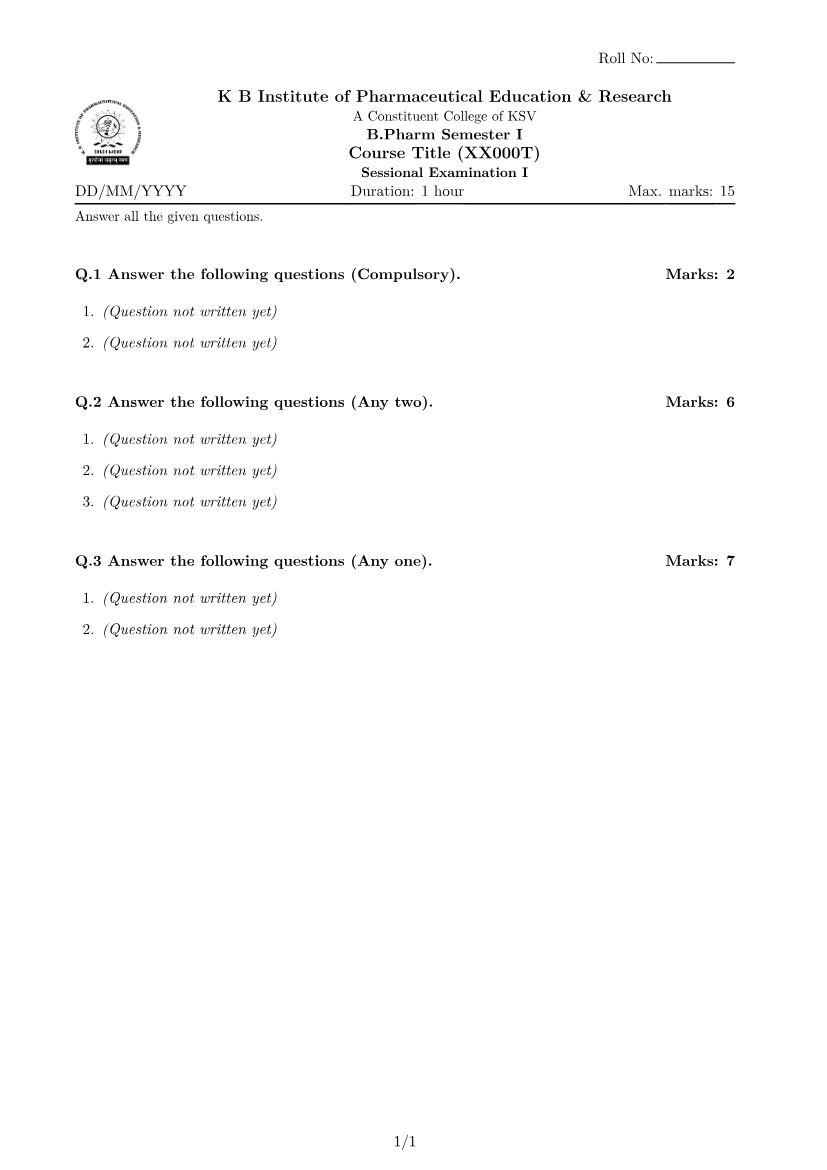 Roll No:
K B Institute of Pharmaceutical Education & Research
A Constituent College of KSV
B.Pharm Semester I
Course Title (XX000T)
Sessional Examination I
DD/MM/YYYY Duration: 1 hour Max. marks: 15
Answer all the given questions.
Q.1 Answer the following questions (Compulsory). Marks: 2
1. (Question not written yet)
2. (Question not written yet)
Q.2 Answer the following questions (Any two). Marks: 6
1. (Question not written yet)
2. (Question not written yet)
3. (Question not written yet)
Q.3 Answer the following questions (Any one). Marks: 7
1. (Question not written yet)
2. (Question not written yet)
1/1